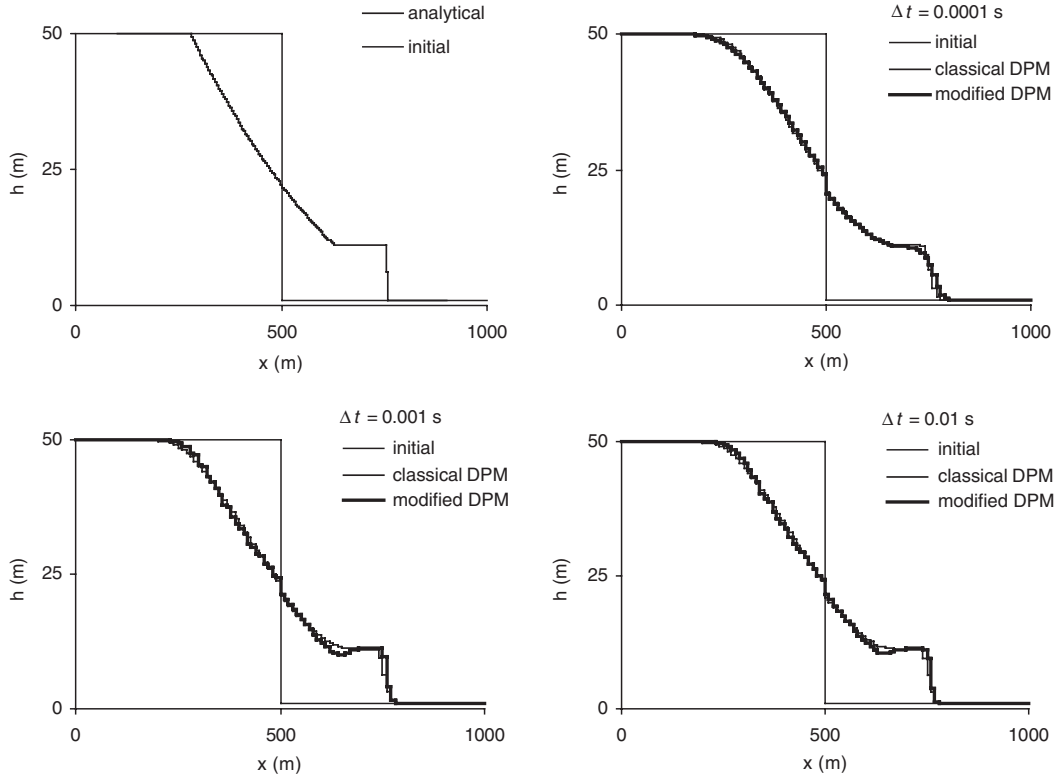 analytical
initial
50
25
0
h (m)
0
500
1000
x (m)
Δt = 0.0001 s
initial
classical DPM
modified DPM
50
25
0
h (m)
0
500
1000
x (m)
Δt = 0.001 s
initial
classical DPM
modified DPM
50
25
0
h (m)
0
500
1000
x (m)
Δt = 0.01 s
initial
classical DPM
modified DPM
50
25
0
h (m)
0
500
1000
x (m)